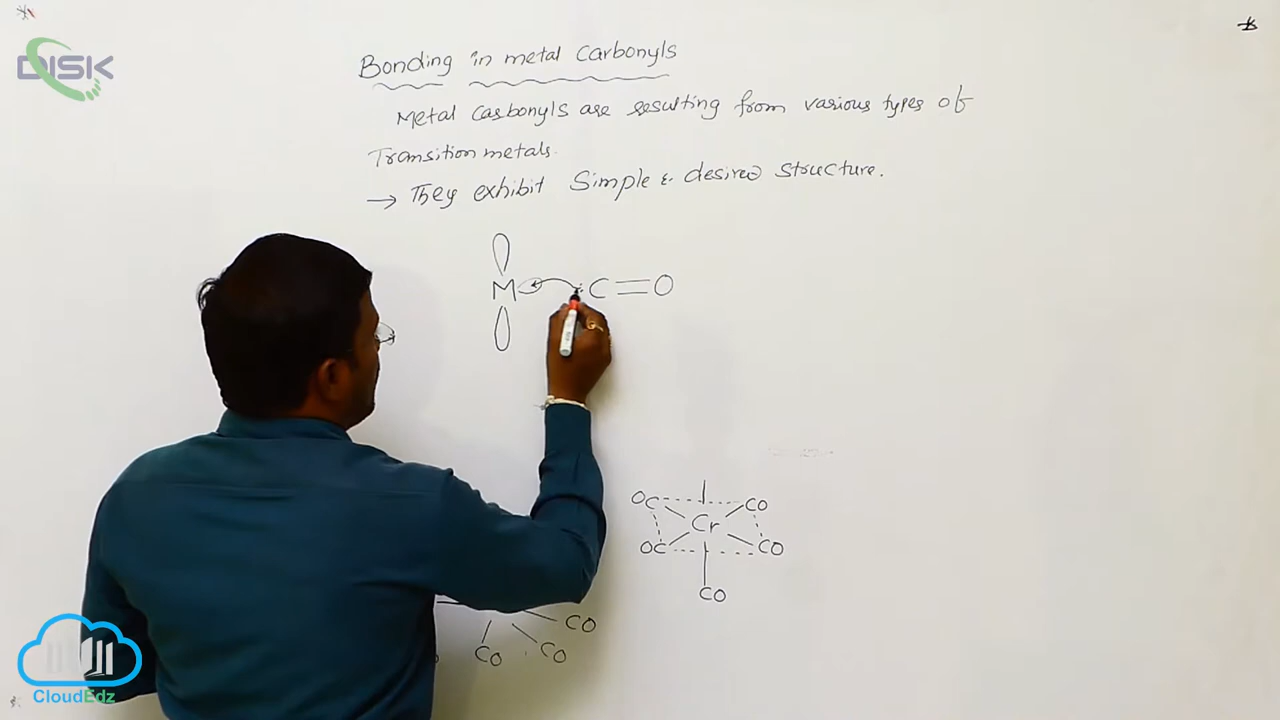 DISK
Bonding in metal Carbonyls
Metal Carbonyls are resulting from various types of
Transition metals.
→ They exhibit Simple & desired structure.
M :C=O
OC CO
Cr
OC CO
CO
CO
CO CO
CloudEdz